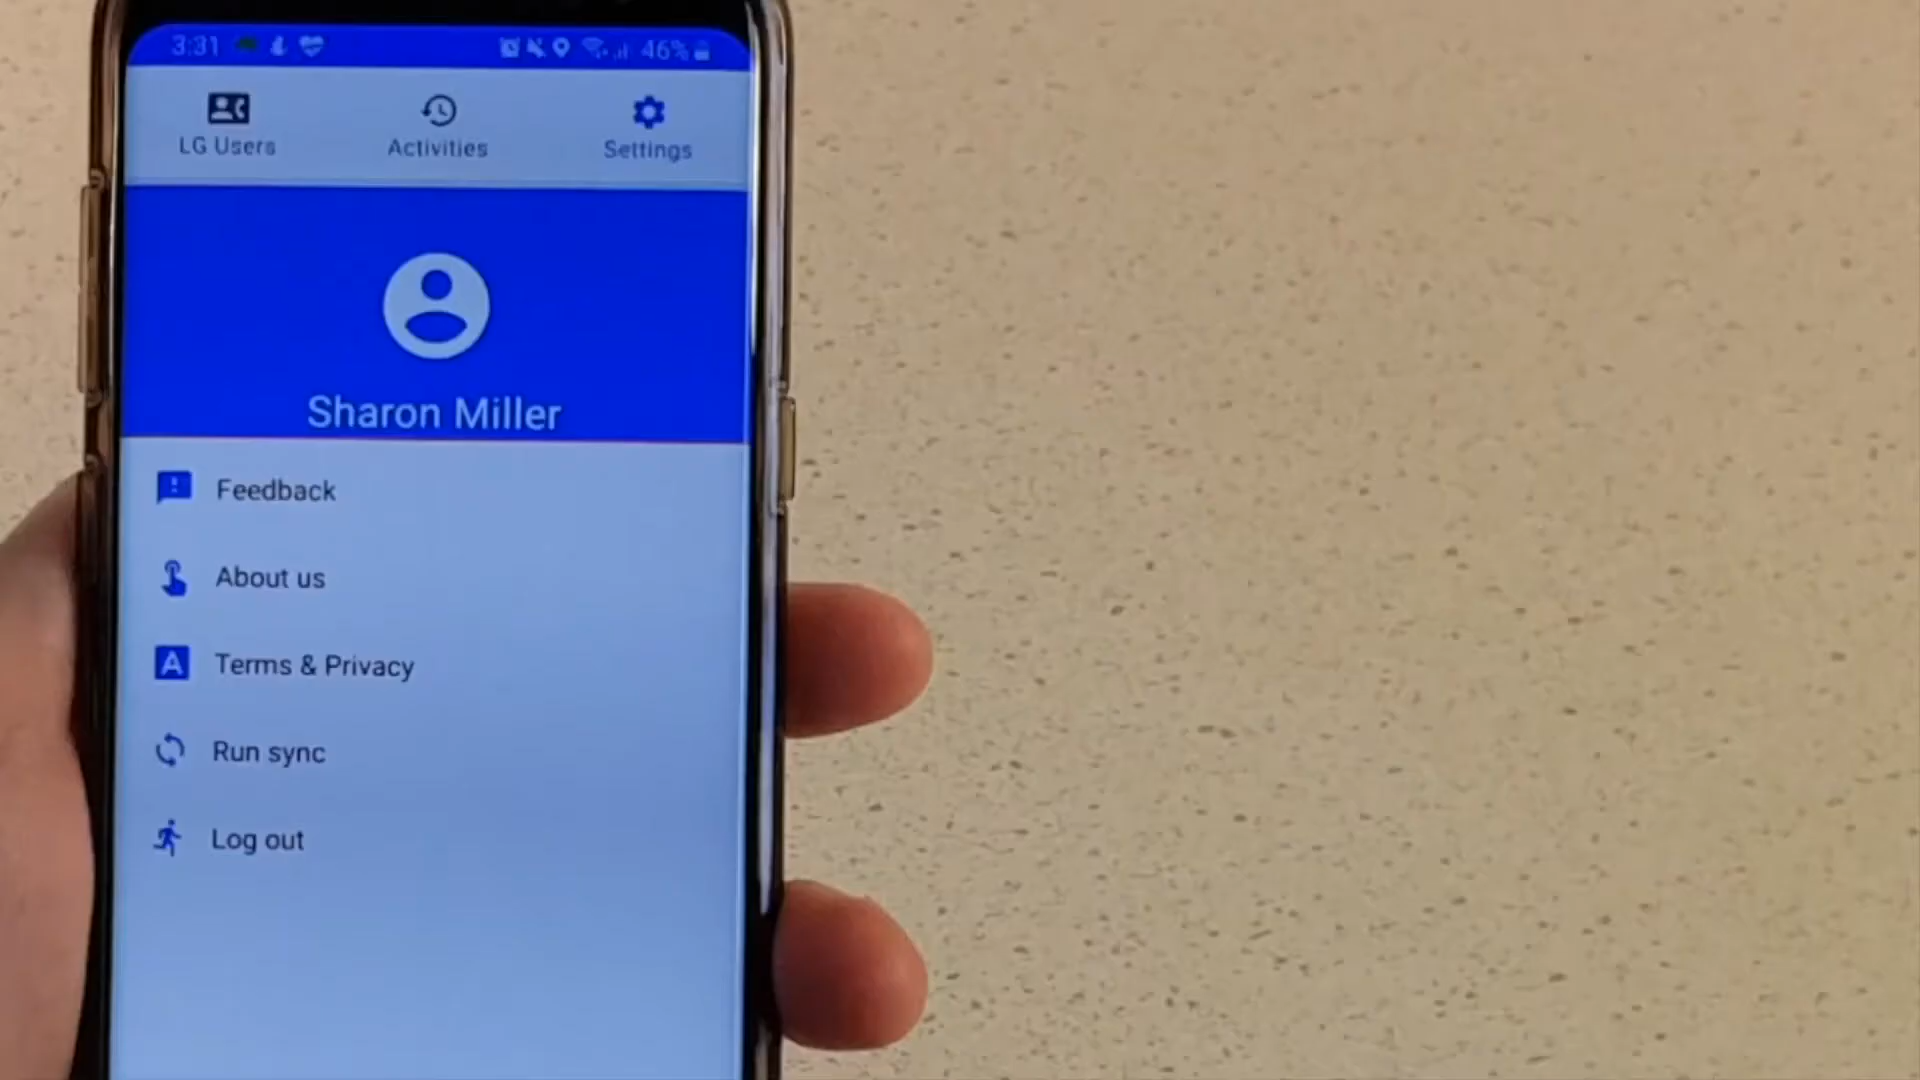 3:31 46%
LG Users Activities Settings
Sharon Miller
Feedback
About us
Terms & Privacy
Run sync
Log out